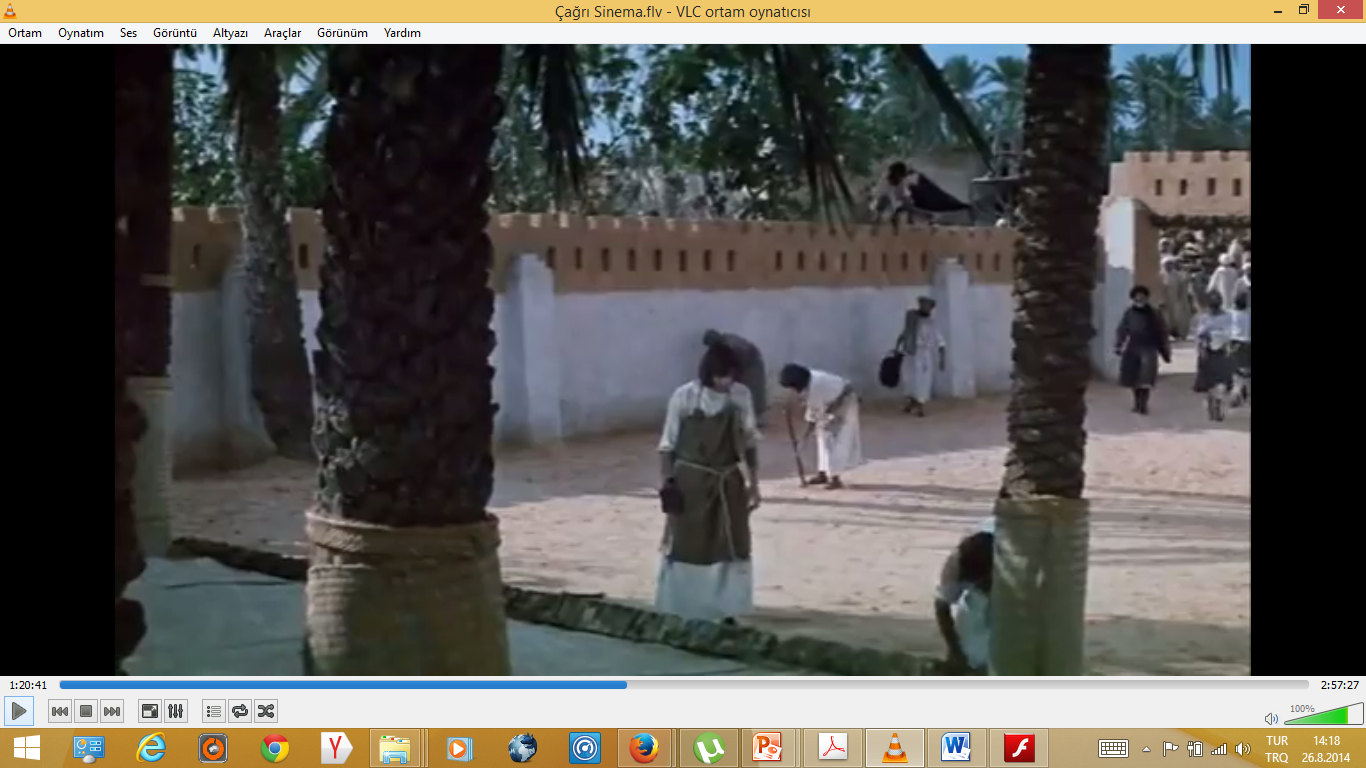 Çağrı Sinema.flv - VLC ortam oynatıcısı
Ortam Oynatım Ses Görüntü Altyazı Araçlar Görünüm Yardım
1:20:41 2:57:27
100%
TUR 14:18
TRQ 26.8.2014